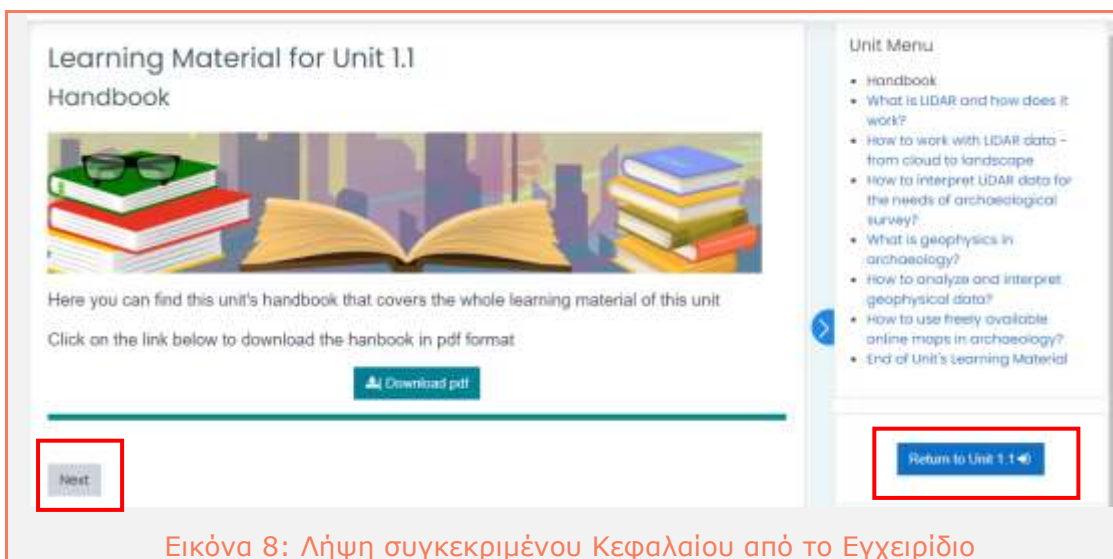 Learning Material for Unit 1.1
Handbook
Here you can find this unit's handbook that covers the whole learning material of this unit
Click on the link below to download the hanbook in pdf format
Download pdf
Next
Unit Menu
Handbook
What is LiDAR and how does it
work?
How to work with LiDAR data –
from cloud to landscape
How to interpret LiDAR data for
the needs of archaeological
survey?
What is geophysics in
archaeology?
How to analyze and interpret
geophysical data?
How to use freely available
online maps in archaeology?
End of Unit's Learning Material
Return to Unit 1.1
Εικόνα 8: Λήψη συγκεκριμένου Κεφαλαίου από το Εγχειρίδιο